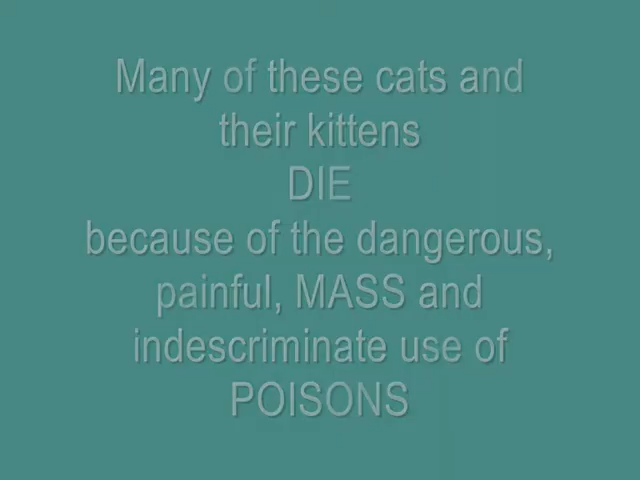 Many of these cats and
their kittens
DIE
because of the dangerous,
painful, MASS and
indescriminate use of
POISONS